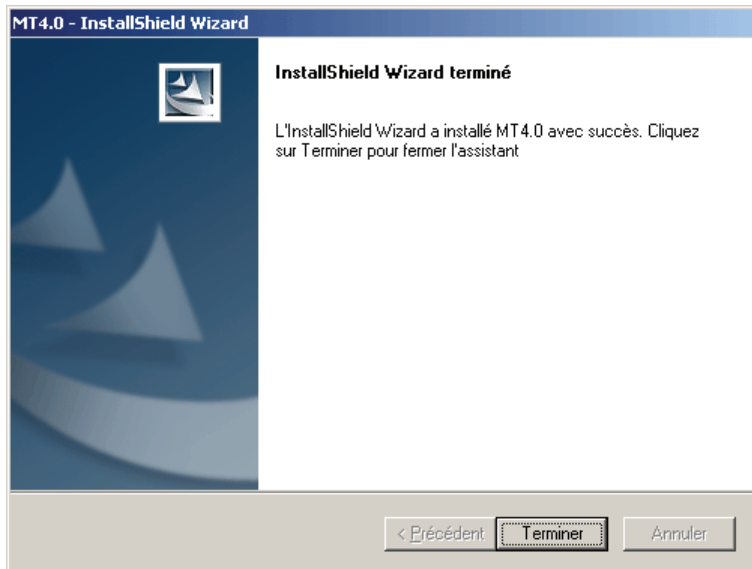 MT4.0 - InstallShield Wizard
InstallShield Wizard terminé
L'InstallShield Wizard a installé MT4.0 avec succès. Cliquez
sur Terminer pour fermer l'assistant
< Précédent Terminer Annuler